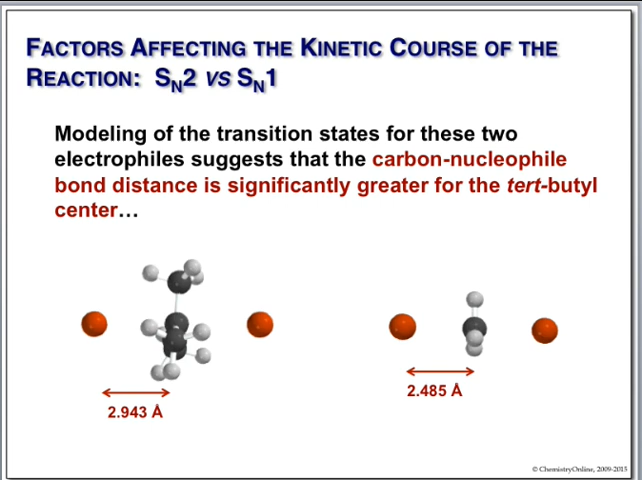 FACTORS AFFECTING THE KINETIC COURSE OF THE
REACTION: SN2 VS SN1
Modeling of the transition states for these two
electrophiles suggests that the carbon-nucleophile
bond distance is significantly greater for the tert-butyl
center…
2.943 Å
2.485 Å
© ChemistryOnline, 2009-2015